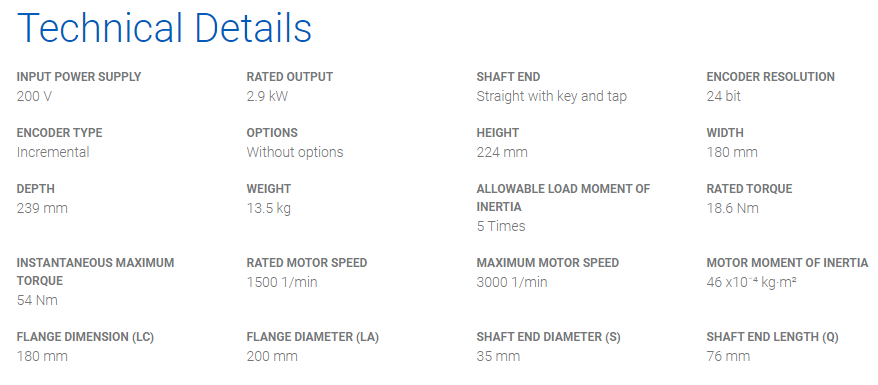 Technical Details
INPUT POWER SUPPLY
200 V
RATED OUTPUT
2.9 kW
SHAFT END
Straight with key and tap
ENCODER RESOLUTION
24 bit
ENCODER TYPE
Incremental
OPTIONS
Without options
HEIGHT
224 mm
WIDTH
180 mm
DEPTH
239 mm
WEIGHT
13.5 kg
ALLOWABLE LOAD MOMENT OF
INERTIA
5 Times
RATED TORQUE
18.6 Nm
INSTANTANEOUS MAXIMUM
TORQUE
54 Nm
RATED MOTOR SPEED
1500 1/min
MAXIMUM MOTOR SPEED
3000 1/min
MOTOR MOMENT OF INERTIA
46 x10⁻⁴ kg·m²
FLANGE DIMENSION (LC)
180 mm
FLANGE DIAMETER (LA)
200 mm
SHAFT END DIAMETER (S)
35 mm
SHAFT END LENGTH (Q)
76 mm